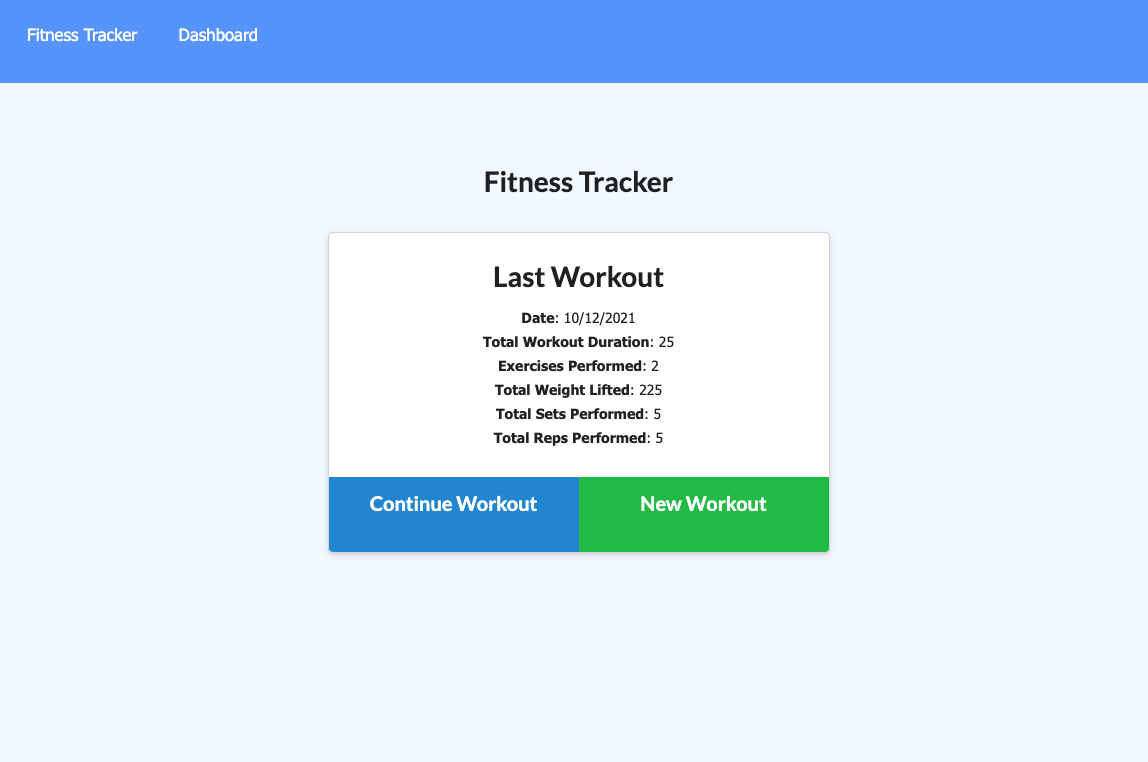 Fitness Tracker Dashboard
Fitness Tracker
Last Workout
Date: 10/12/2021
Total Workout Duration: 25
Exercises Performed: 2
Total Weight Lifted: 225
Total Sets Performed: 5
Total Reps Performed: 5
Continue Workout New Workout